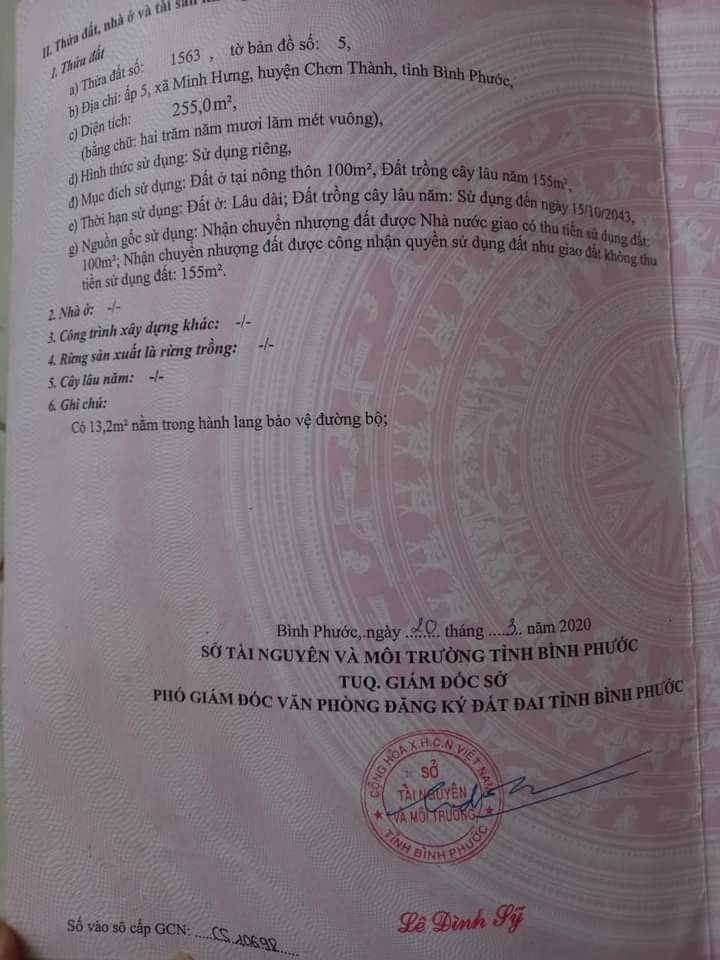 II. Thửa đất, nhà ở và tài sản
1. Thửa đất
a) Thửa đất số: 1563 , tờ bản đồ số: 5,
b) Địa chỉ: ấp 5, xã Minh Hưng, huyện Chơn Thành, tỉnh Bình Phước,
c) Diện tích: 255,0 m²,
(bằng chữ: hai trăm năm mươi lăm mét vuông),
d) Hình thức sử dụng: Sử dụng riêng,
đ) Mục đích sử dụng: Đất ở tại nông thôn 100m², Đất trồng cây lâu năm 155m²,
e) Thời hạn sử dụng: Đất ở: Lâu dài; Đất trồng cây lâu năm: Sử dụng đến ngày 15/10/2043,
g) Nguồn gốc sử dụng: Nhận chuyển nhượng đất được Nhà nước giao có thu tiền sử dụng đất:
100m²; Nhận chuyển nhượng đất được công nhận quyền sử dụng đất như giao đất không thu
tiền sử dụng đất: 155m².
2. Nhà ở: -/-
3. Công trình xây dựng khác: -/-
4. Rừng sản xuất là rừng trồng: -/-
5. Cây lâu năm: -/-
6. Ghi chú:
Có 13,2m² nằm trong hành lang bảo vệ đường bộ;
Bình Phước, ngày 20 tháng 3 năm 2020
SỞ TÀI NGUYÊN VÀ MÔI TRƯỜNG TỈNH BÌNH PHƯỚC
TUQ. GIÁM ĐỐC SỞ
PHÓ GIÁM ĐỐC VĂN PHÒNG ĐĂNG KÝ ĐẤT ĐAI TỈNH BÌNH PHƯỚC
CỘNG HÒA X.H.C.N VIỆT NAM
SỞ
TÀI NGUYÊN
VÀ MÔI TRƯỜNG
TỈNH BÌNH PHƯỚC
Lê Đình Sỹ
Số vào sổ cấp GCN: .....CS 10698.....